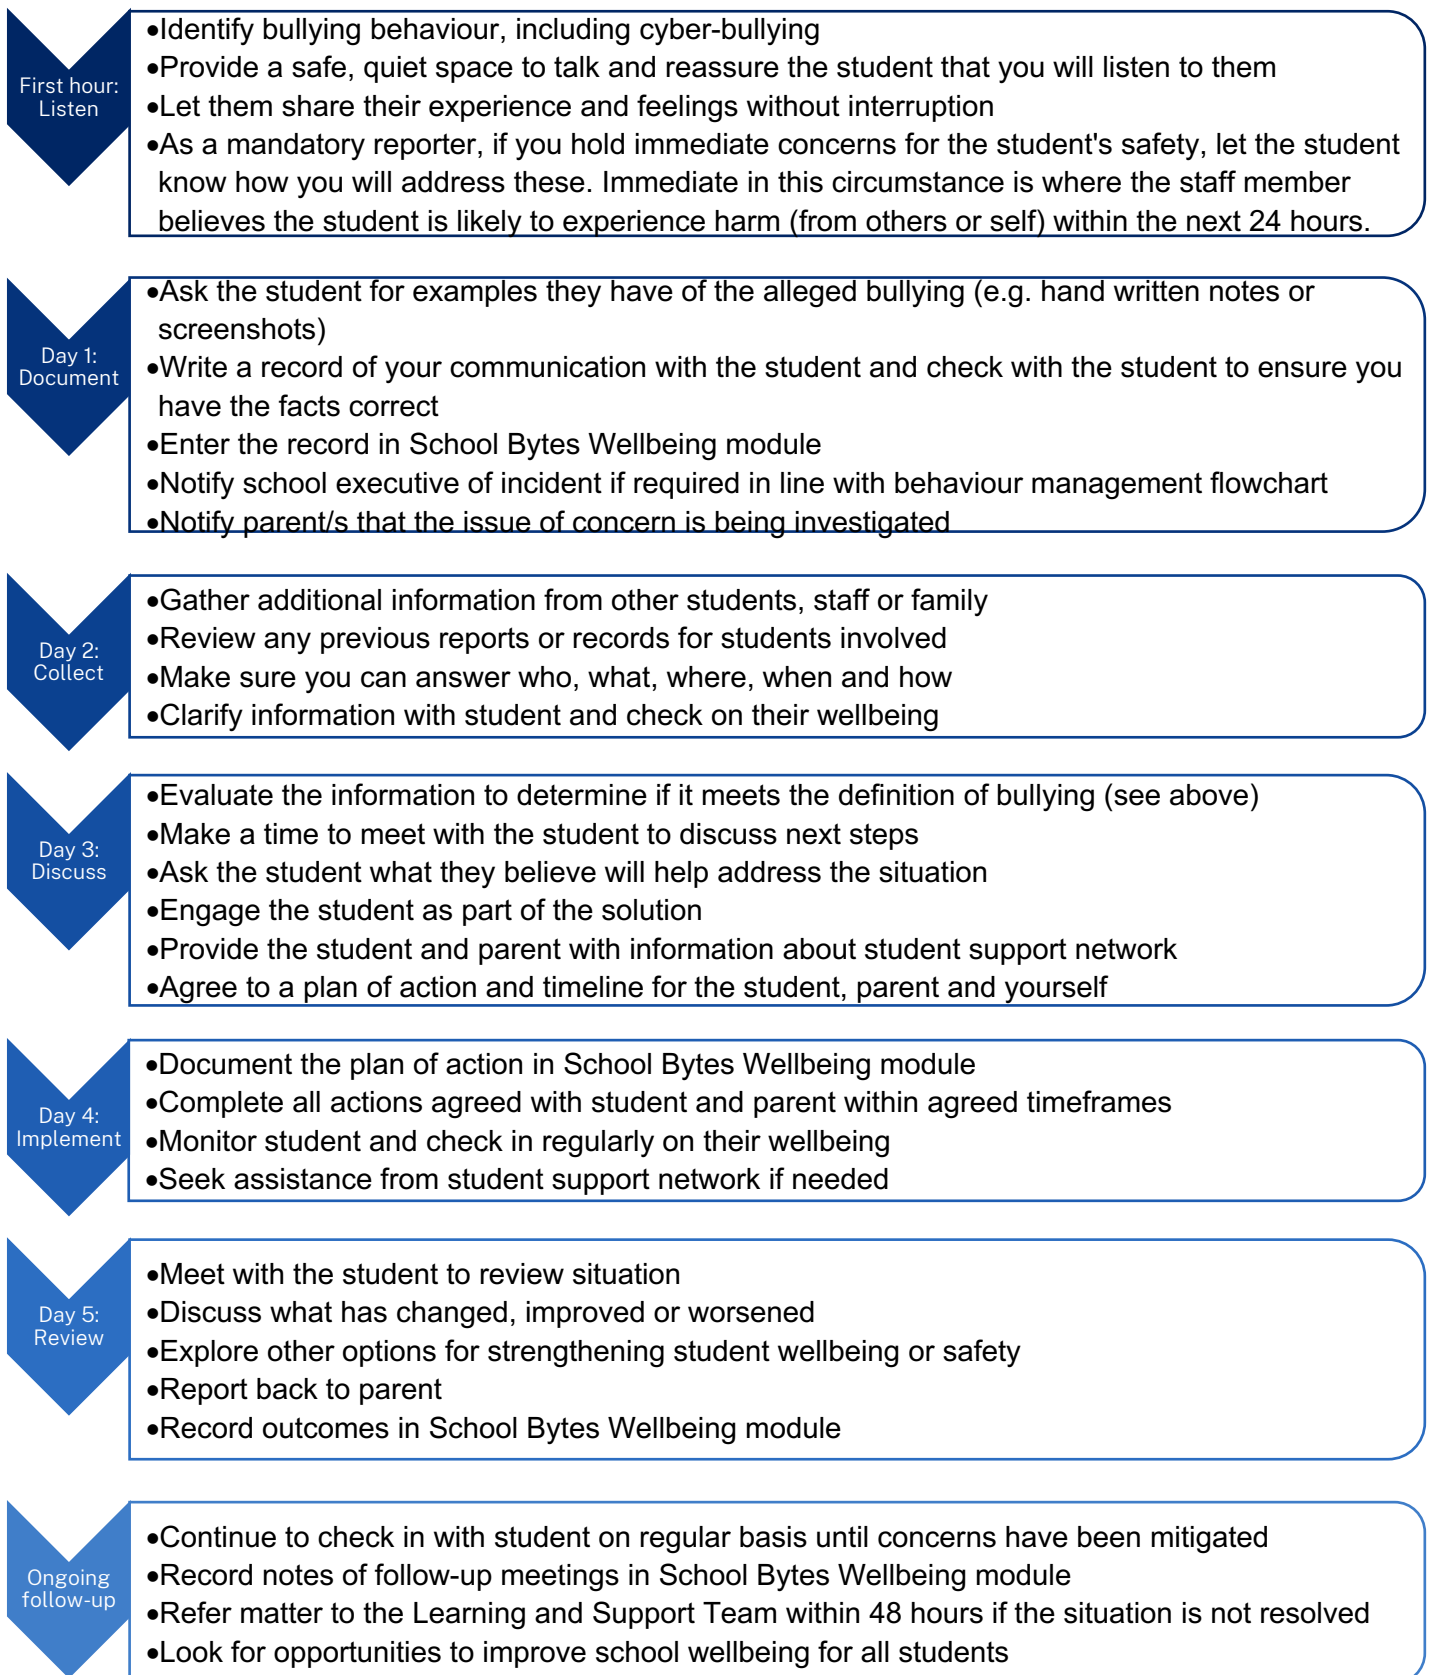 First hour:
Listen
•Identify bullying behaviour, including cyber-bullying
•Provide a safe, quiet space to talk and reassure the student that you will listen to them
•Let them share their experience and feelings without interruption
•As a mandatory reporter, if you hold immediate concerns for the student's safety, let the student
know how you will address these. Immediate in this circumstance is where the staff member
believes the student is likely to experience harm (from others or self) within the next 24 hours.
Day 1:
Document
•Ask the student for examples they have of the alleged bullying (e.g. hand written notes or
screenshots)
•Write a record of your communication with the student and check with the student to ensure you
have the facts correct
•Enter the record in School Bytes Wellbeing module
•Notify school executive of incident if required in line with behaviour management flowchart
•Notify parent/s that the issue of concern is being investigated
Day 2:
Collect
•Gather additional information from other students, staff or family
•Review any previous reports or records for students involved
•Make sure you can answer who, what, where, when and how
•Clarify information with student and check on their wellbeing
Day 3:
Discuss
•Evaluate the information to determine if it meets the definition of bullying (see above)
•Make a time to meet with the student to discuss next steps
•Ask the student what they believe will help address the situation
•Engage the student as part of the solution
•Provide the student and parent with information about student support network
•Agree to a plan of action and timeline for the student, parent and yourself
Day 4:
Implement
•Document the plan of action in School Bytes Wellbeing module
•Complete all actions agreed with student and parent within agreed timeframes
•Monitor student and check in regularly on their wellbeing
•Seek assistance from student support network if needed
Day 5:
Review
•Meet with the student to review situation
•Discuss what has changed, improved or worsened
•Explore other options for strengthening student wellbeing or safety
•Report back to parent
•Record outcomes in School Bytes Wellbeing module
Ongoing
follow-up
•Continue to check in with student on regular basis until concerns have been mitigated
•Record notes of follow-up meetings in School Bytes Wellbeing module
•Refer matter to the Learning and Support Team within 48 hours if the situation is not resolved
•Look for opportunities to improve school wellbeing for all students